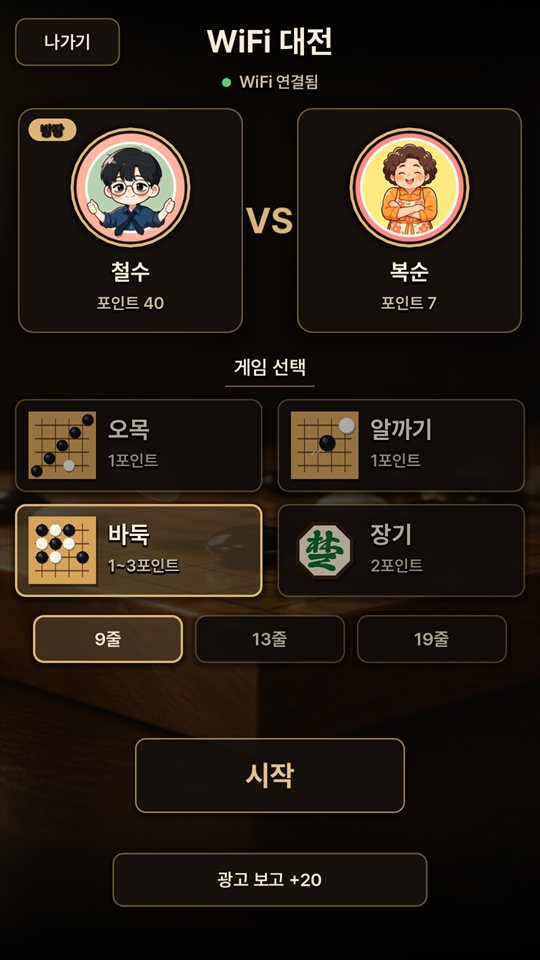 나가기
WiFi 대전
WiFi 연결됨
방장
VS
철수
포인트 40
복순
포인트 7
게임 선택
오목
1포인트
알까기
1포인트
바둑
1~3포인트
楚
장기
2포인트
9줄
13줄
19줄
시작
광고 보고 +20